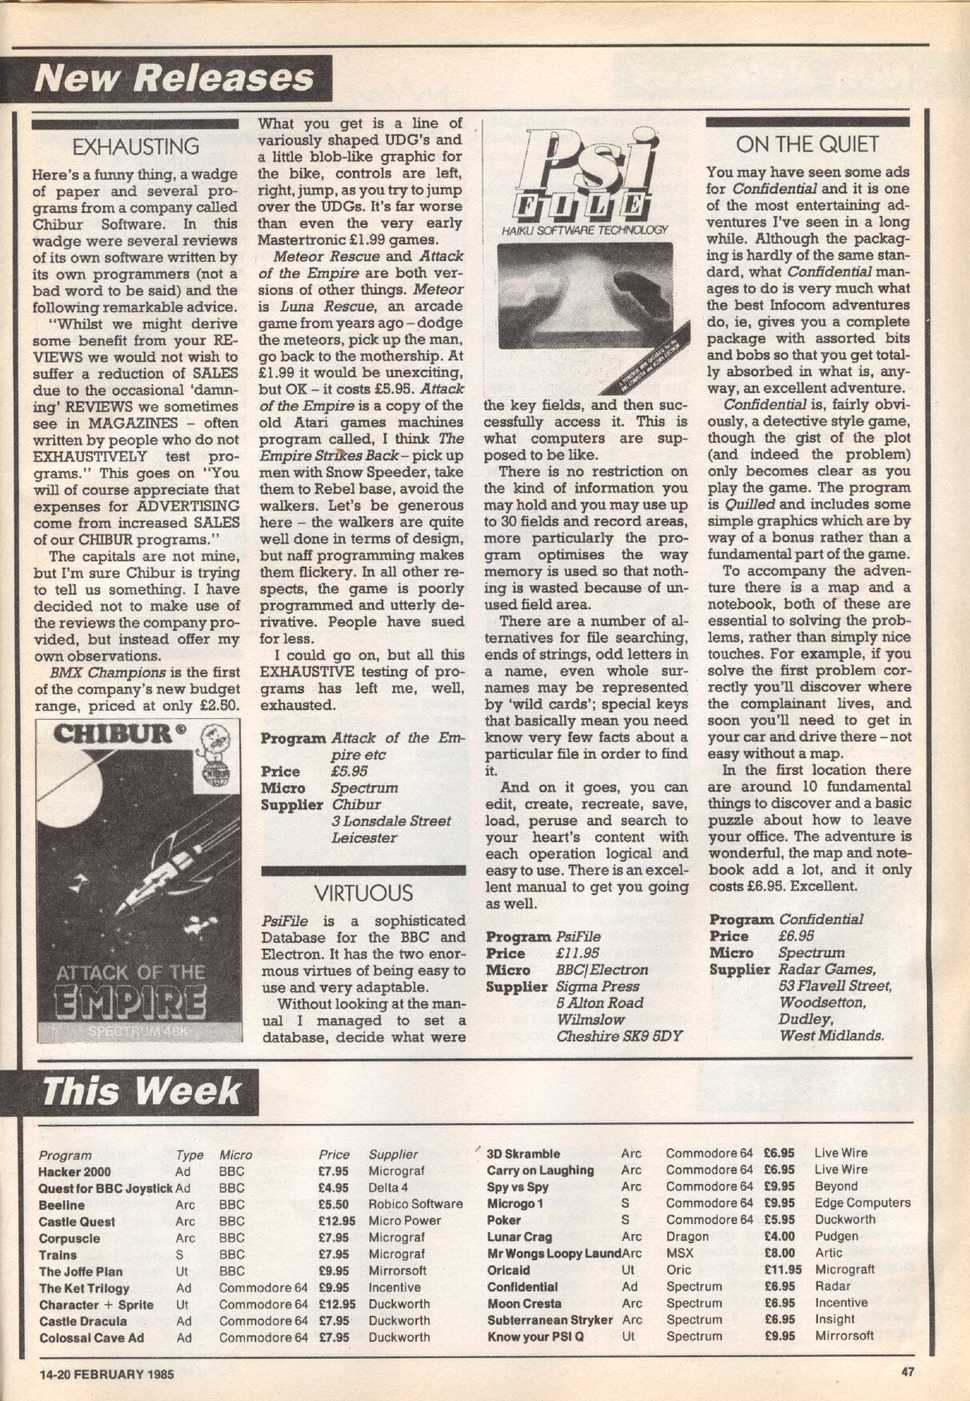 New Releases
EXHAUSTING
Here's a funny thing, a wadge
of paper and several pro-
grams from a company called
Chibur Software. In this
wadge were several reviews
of its own software written by
its own programmers (not a
bad word to be said) and the
following remarkable advice.
"Whilst we might derive
some benefit from your RE-
VIEWS we would not wish to
suffer a reduction of SALES
due to the occasional 'damn-
ing' REVIEWS we sometimes
see in MAGAZINES – often
written by people who do not
EXHAUSTIVELY test pro-
grams." This goes on "You
will of course appreciate that
expenses for ADVERTISING
come from increased SALES
of our CHIBUR programs."
The capitals are not mine,
but I'm sure Chibur is trying
to tell us something. I have
decided not to make use of
the reviews the company pro-
vided, but instead offer my
own observations.
BMX Champions is the first
of the company's new budget
range, priced at only £2.50.
CHIBUR ©
CHIBUR
ATTACK OF THE
EMPIRE
SPECTRUM 48K
What you get is a line of
variously shaped UDG's and
a little blob-like graphic for
the bike, controls are left,
right, jump, as you try to jump
over the UDGs. It's far worse
than even the very early
Mastertronic £1.99 games.
Meteor Rescue and Attack
of the Empire are both ver-
sions of other things. Meteor
is Luna Rescue, an arcade
game from years ago – dodge
the meteors, pick up the man,
go back to the mothership. At
£1.99 it would be unexciting,
but OK – it costs £5.95. Attack
of the Empire is a copy of the
old Atari games machines
program called, I think The
Empire Strikes Back – pick up
men with Snow Speeder, take
them to Rebel base, avoid the
walkers. Let's be generous
here – the walkers are quite
well done in terms of design,
but naff programming makes
them flickery. In all other re-
spects, the game is poorly
programmed and utterly de-
rivative. People have sued
for less.
I could go on, but all this
EXHAUSTIVE testing of pro-
grams has left me, well,
exhausted.
Program Attack of the Em-
pire etc
Price £5.95
Micro Spectrum
Supplier Chibur
3 Lonsdale Street
Leicester
VIRTUOUS
PsiFile is a sophisticated
Database for the BBC and
Electron. It has the two enor-
mous virtues of being easy to
use and very adaptable.
Without looking at the man-
ual I managed to set a
database, decide what were
Psi
FILE
HAIKU SOFTWARE TECHNOLOGY
the key fields, and then suc-
cessfully access it. This is
what computers are sup-
posed to be like.
There is no restriction on
the kind of information you
may hold and you may use up
to 30 fields and record areas,
more particularly the pro-
gram optimises the way
memory is used so that noth-
ing is wasted because of un-
used field area.
There are a number of al-
ternatives for file searching,
ends of strings, odd letters in
a name, even whole sur-
names may be represented
by 'wild cards'; special keys
that basically mean you need
know very few facts about a
particular file in order to find
it.
And on it goes, you can
edit, create, recreate, save,
load, peruse and search to
your heart's content with
each operation logical and
easy to use. There is an excel-
lent manual to get you going
as well.
Program PsiFile
Price £11.95
Micro BBC/Electron
Supplier Sigma Press
5 Alton Road
Wilmslow
Cheshire SK9 5DY
ON THE QUIET
You may have seen some ads
for Confidential and it is one
of the most entertaining ad-
ventures I've seen in a long
while. Although the packag-
ing is hardly of the same stan-
dard, what Confidential man-
ages to do is very much what
the best Infocom adventures
do, ie, gives you a complete
package with assorted bits
and bobs so that you get total-
ly absorbed in what is, any-
way, an excellent adventure.
Confidential is, fairly obvi-
ously, a detective style game,
though the gist of the plot
(and indeed the problem)
only becomes clear as you
play the game. The program
is Quilled and includes some
simple graphics which are by
way of a bonus rather than a
fundamental part of the game.
To accompany the adven-
ture there is a map and a
notebook, both of these are
essential to solving the prob-
lems, rather than simply nice
touches. For example, if you
solve the first problem cor-
rectly you'll discover where
the complainant lives, and
soon you'll need to get in
your car and drive there – not
easy without a map.
In the first location there
are around 10 fundamental
things to discover and a basic
puzzle about how to leave
your office. The adventure is
wonderful, the map and note-
book add a lot, and it only
costs £6.95. Excellent.
Program Confidential
Price £6.95
Micro Spectrum
Supplier Radar Games,
53 Flavell Street,
Woodsetton,
Dudley,
West Midlands.
This Week
Program Type Micro Price Supplier
Hacker 2000 Ad BBC £7.95 Micrograf
Quest for BBC Joystick Ad BBC £4.95 Delta 4
Beeline Arc BBC £5.50 Robico Software
Castle Quest Arc BBC £12.95 Micro Power
Corpuscle Arc BBC £7.95 Micrograf
Trains S BBC £7.95 Micrograf
The Joffe Plan Ut BBC £9.95 Mirrorsoft
The Ket Trilogy Ad Commodore 64 £9.95 Incentive
Character + Sprite Ut Commodore 64 £12.95 Duckworth
Castle Dracula Ad Commodore 64 £7.95 Duckworth
Colossal Cave Ad Ad Commodore 64 £7.95 Duckworth
3D Skramble Arc Commodore 64 £6.95 Live Wire
Carry on Laughing Arc Commodore 64 £6.95 Live Wire
Spy vs Spy Arc Commodore 64 £9.95 Beyond
Microgo 1 S Commodore 64 £9.95 Edge Computers
Poker S Commodore 64 £5.95 Duckworth
Lunar Crag Arc Dragon £4.00 Pudgen
Mr Wongs Loopy Laund Arc MSX £8.00 Artic
Oricaid Ut Oric £11.95 Micrograft
Confidential Ad Spectrum £6.95 Radar
Moon Cresta Arc Spectrum £6.95 Incentive
Subterranean Stryker Arc Spectrum £6.95 Insight
Know your PSI Q Ut Spectrum £9.95 Mirrorsoft
14-20 FEBRUARY 1985
47